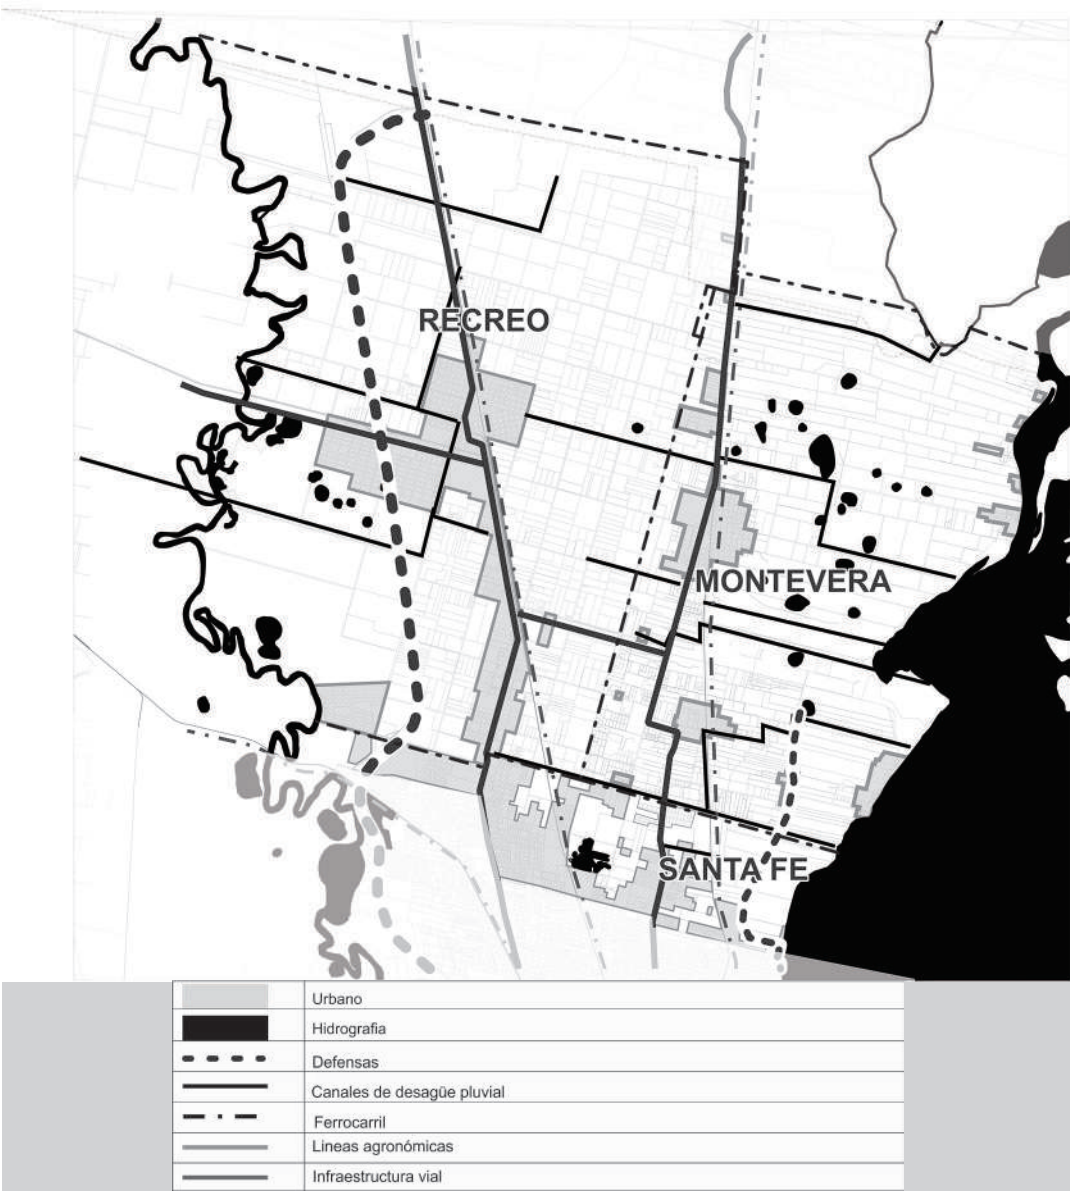 RECREO
MONTEVERA
SANTA FE
Urbano
Hidrografia
Defensas
Canales de desagüe pluvial
Ferrocarril
Lineas agronómicas
Infraestructura vial